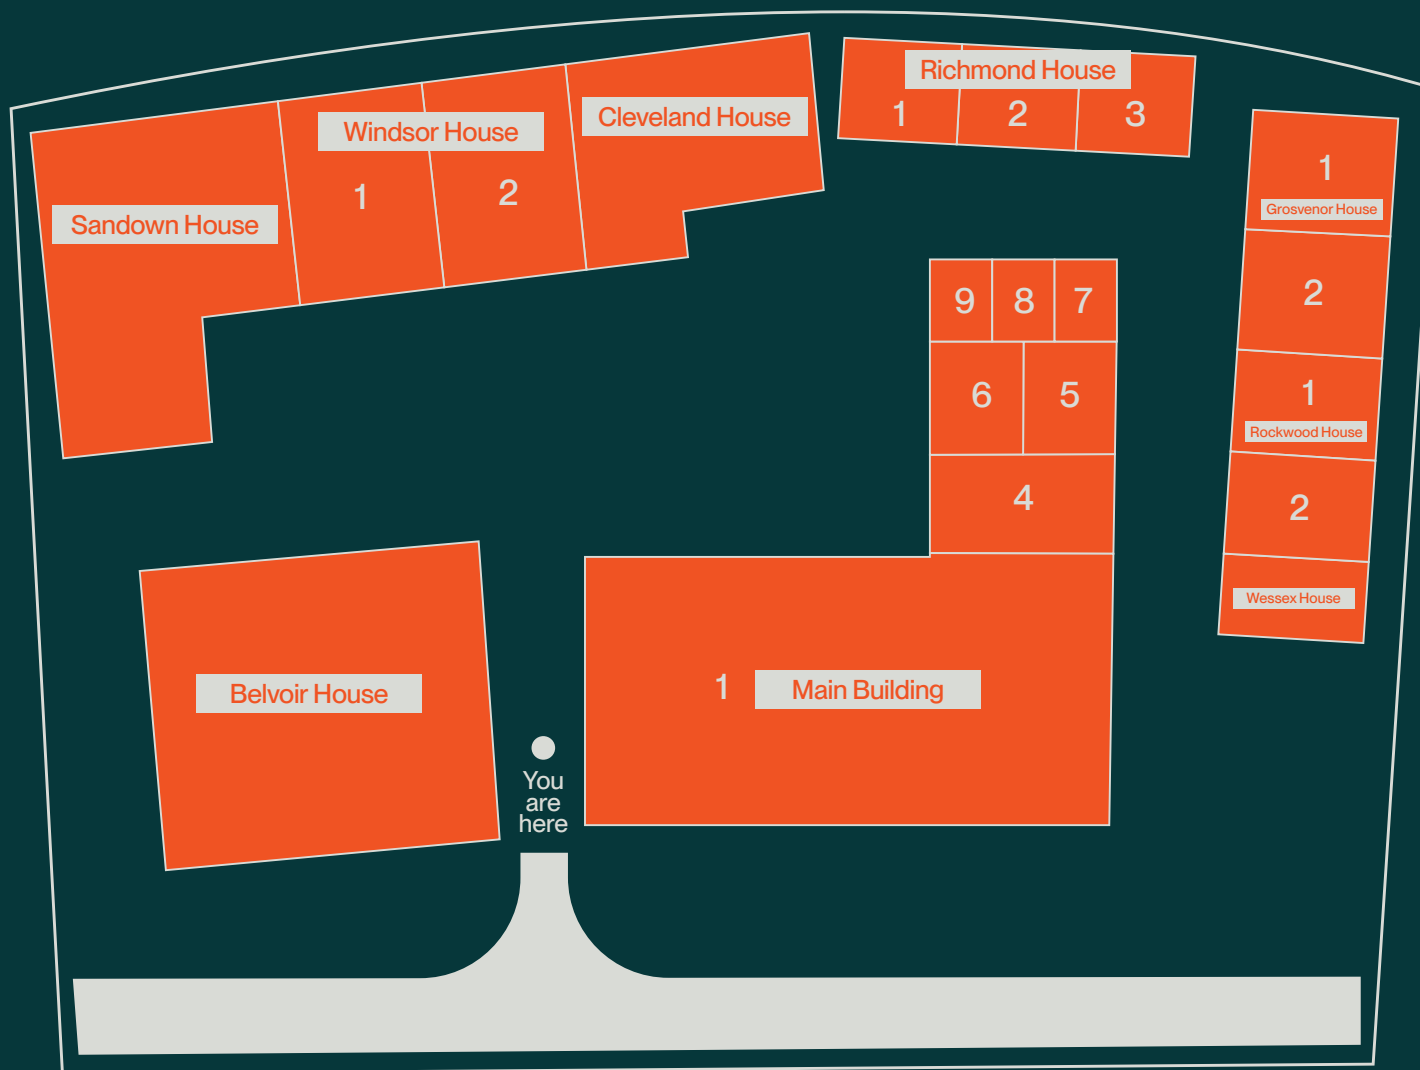 Richmond House
1
2
3
Cleveland House
Windsor House
1
2
Sandown House
1
Grosvenor House
2
1
Rockwood House
2
Wessex House
9
8
7
6
5
4
Belvoir House
1
Main Building
You
are
here